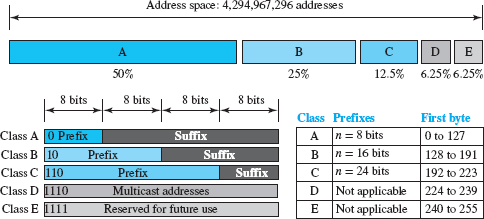 Address space: 4,294,967,296 addresses
A B C D E
50% 25% 12.5% 6.25% 6.25%
8 bits 8 bits 8 bits 8 bits
Class A 0 Prefix Suffix
Class B 10 Prefix Suffix
Class C 110 Prefix Suffix
Class D 1110 Multicast addresses
Class E 1111 Reserved for future use
Class Prefixes First byte
A n = 8 bits 0 to 127
B n = 16 bits 128 to 191
C n = 24 bits 192 to 223
D Not applicable 224 to 239
E Not applicable 240 to 255